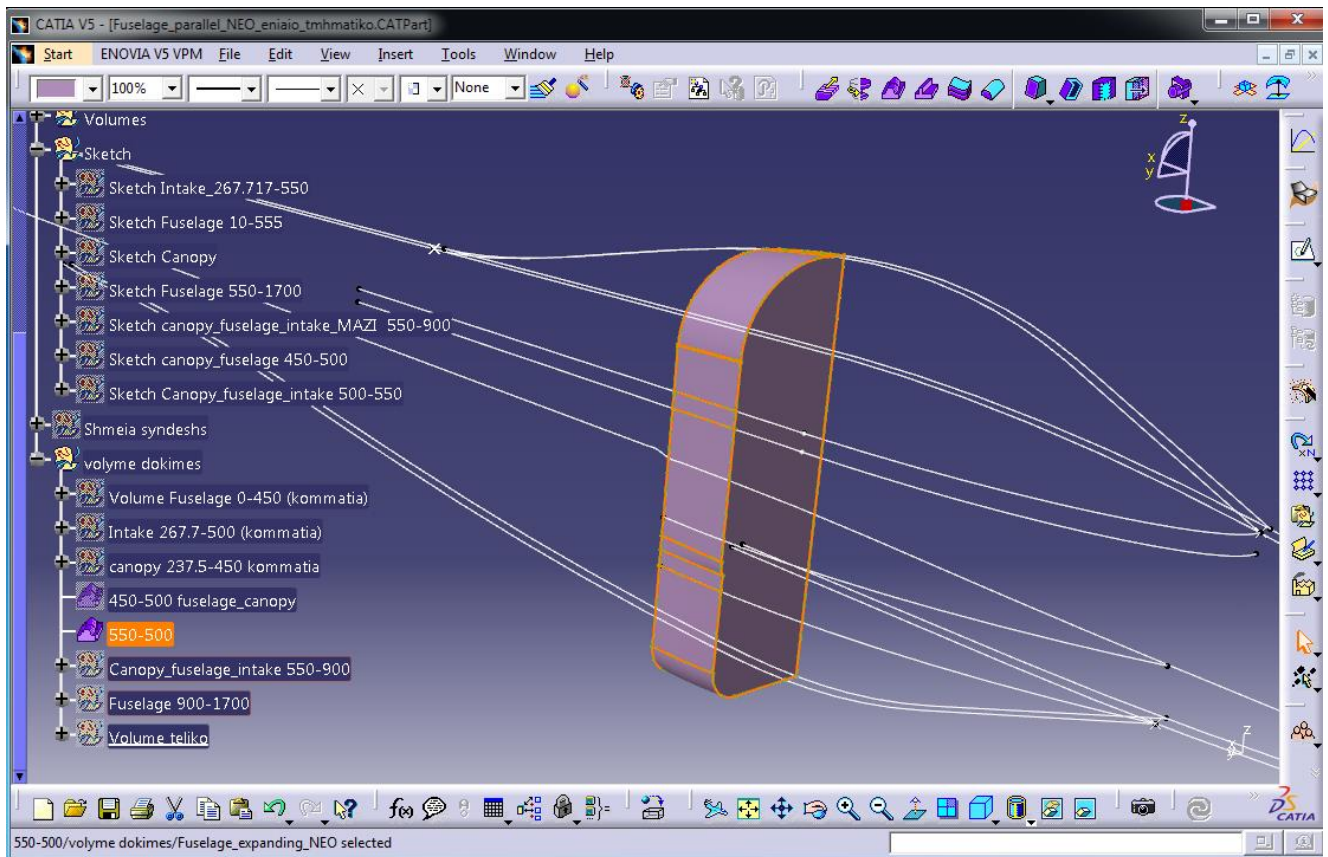 CATIA V5 - [Fuselage_parallel_NEO_eniaio_tmhmatiko.CATPart]
Start ENOVIA V5 VPM File Edit View Insert Tools Window Help
100% None
Volumes
Sketch
Sketch Intake_267.717-550
Sketch Fuselage 10-555
Sketch Canopy
Sketch Fuselage 550-1700
Sketch canopy_fuselage_intake_MAZI 550-900
Sketch canopy_fuselage 450-500
Sketch Canopy_fuselage_intake 500-550
Shmeia syndeshs
volyme dokimes
Volume Fuselage 0-450 (kommatia)
Intake 267.7-500 (kommatia)
canopy 237.5-450 kommatia
450-500 fuselage_canopy
550-500
Canopy_fuselage_intake 550-900
Fuselage 900-1700
Volume teliko
z
x
y
xN
z
f(x)
CATIA
550-500/volyme dokimes/Fuselage_expanding_NEO selected